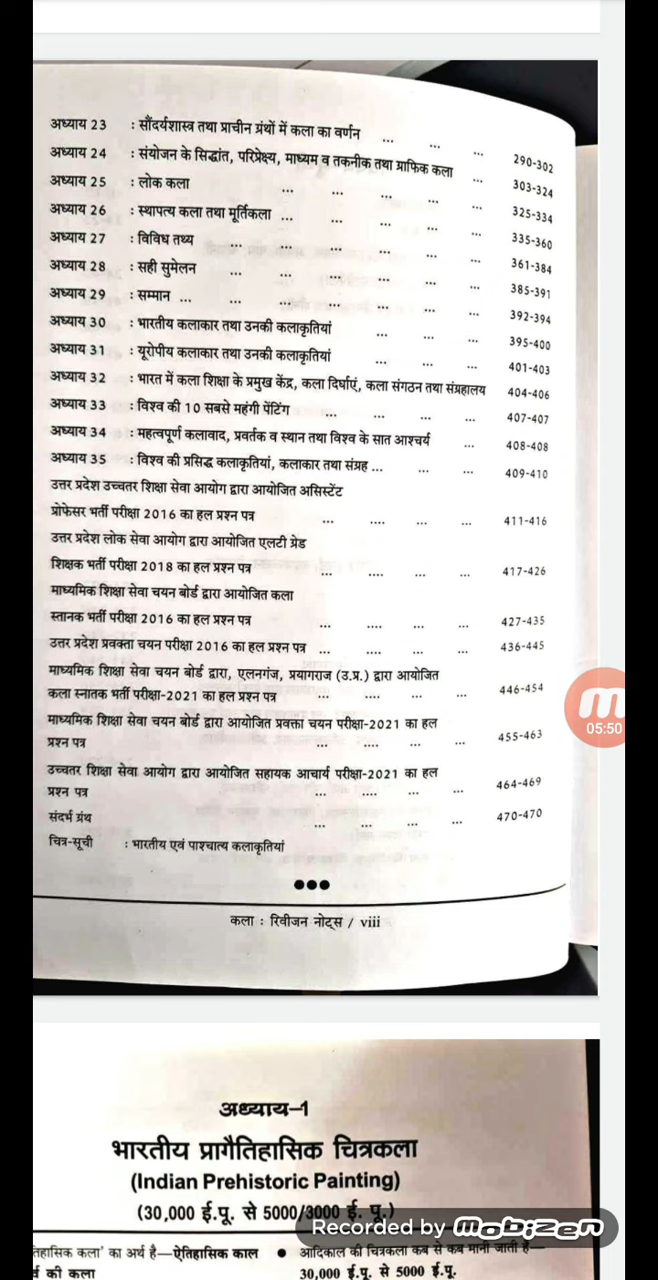 अध्याय 23 : सौंदर्यशास्त्र तथा प्राचीन ग्रंथों में कला का वर्णन ... ... ... 290-302
अध्याय 24 : संयोजन के सिद्धांत, परिप्रेक्ष्य, माध्यम व तकनीक तथा ग्राफिक कला ... 303-324
अध्याय 25 : लोक कला ... ... ... ... ... 325-334
अध्याय 26 : स्थापत्य कला तथा मूर्तिकला ... ... ... ... ... 335-360
अध्याय 27 : विविध तथ्य ... ... ... ... ... ... 361-384
अध्याय 28 : सही सुमेलन ... ... ... ... ... ... 385-391
अध्याय 29 : सम्मान ... ... ... ... ... ... ... 392-394
अध्याय 30 : भारतीय कलाकार तथा उनकी कलाकृतियां ... ... ... 395-400
अध्याय 31 : यूरोपीय कलाकार तथा उनकी कलाकृतियां ... ... ... 401-403
अध्याय 32 : भारत में कला शिक्षा के प्रमुख केंद्र, कला दिर्घाएं, कला संगठन तथा संग्रहालय 404-406
अध्याय 33 : विश्व की 10 सबसे महंगी पेंटिंग ... ... ... ... 407-407
अध्याय 34 : महत्वपूर्ण कलावाद, प्रवर्तक व स्थान तथा विश्व के सात आश्चर्य ... 408-408
अध्याय 35 : विश्व की प्रसिद्ध कलाकृतियां, कलाकार तथा संग्रह ... ... ... 409-410
उत्तर प्रदेश उच्चतर शिक्षा सेवा आयोग द्वारा आयोजित असिस्टेंट
प्रोफेसर भर्ती परीक्षा 2016 का हल प्रश्न पत्र ... .... ... ... 411-416
उत्तर प्रदेश लोक सेवा आयोग द्वारा आयोजित एलटी ग्रेड
शिक्षक भर्ती परीक्षा 2018 का हल प्रश्न पत्र ... .... ... ... 417-426
माध्यमिक शिक्षा सेवा चयन बोर्ड द्वारा आयोजित कला
स्तानक भर्ती परीक्षा 2016 का हल प्रश्न पत्र ... .... ... ... 427-435
उत्तर प्रदेश प्रवक्ता चयन परीक्षा 2016 का हल प्रश्न पत्र ... .... ... ... 436-445
माध्यमिक शिक्षा सेवा चयन बोर्ड द्वारा, एलनगंज, प्रयागराज (उ.प्र.) द्वारा आयोजित
कला स्नातक भर्ती परीक्षा-2021 का हल प्रश्न पत्र ... .... ... ... 446-454
माध्यमिक शिक्षा सेवा चयन बोर्ड द्वारा आयोजित प्रवक्ता चयन परीक्षा-2021 का हल
प्रश्न पत्र ... .... ... ... 455-463
उच्चतर शिक्षा सेवा आयोग द्वारा आयोजित सहायक आचार्य परीक्षा-2021 का हल
प्रश्न पत्र ... .... ... ... 464-469
संदर्भ ग्रंथ ... ... ... ... 470-470
चित्र-सूची : भारतीय एवं पाश्चात्य कलाकृतियां
●●●
कला : रिवीजन नोट्स / viii
05:50
अध्याय-1
भारतीय प्रागैतिहासिक चित्रकला
(Indian Prehistoric Painting)
(30,000 ई.पू. से 5000/3000 ई. पू.)
Recorded by mobizen
तिहासिक कला' का अर्थ है—ऐतिहासिक काल ● आदिकाल की चित्रकला कब से कब मानी जाती है—
र्व की कला 30,000 ई.पू. से 5000 ई.पू.